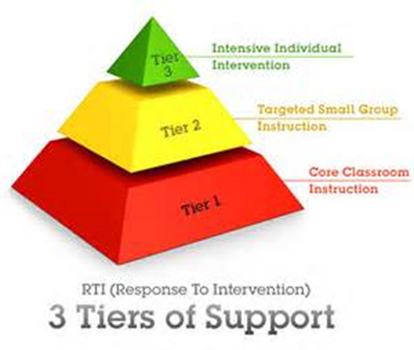 Tier
3
Intensive Individual
Intervention
Tier 2
Targeted Small Group
Instruction
Tier 1
Core Classroom
Instruction
RTI (Response To Intervention)
3 Tiers of Support